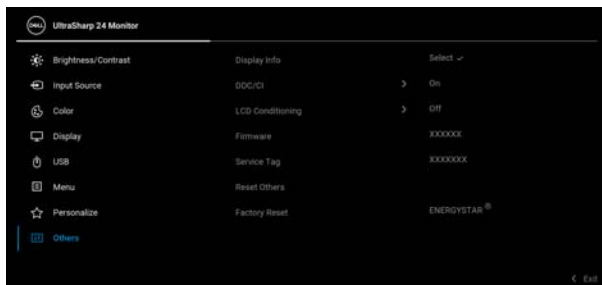 DELL UltraSharp 24 Monitor
Brightness/Contrast Display Info Select ✓
Input Source DDC/CI > On
Color LCD Conditioning > Off
Display Firmware XXXXXX
USB Service Tag XXXXXXX
Menu Reset Others
Personalize Factory Reset ENERGYSTAR ®
Others
< Exit